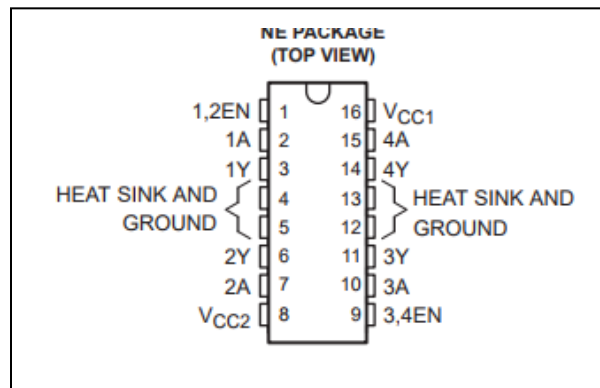 NE PACKAGE
(TOP VIEW)
1,2EN 1 16 VCC1
1A 2 15 4A
1Y 3 14 4Y
HEAT SINK AND GROUND 4 13 HEAT SINK AND GROUND
5 12
2Y 6 11 3Y
2A 7 10 3A
VCC2 8 9 3,4EN